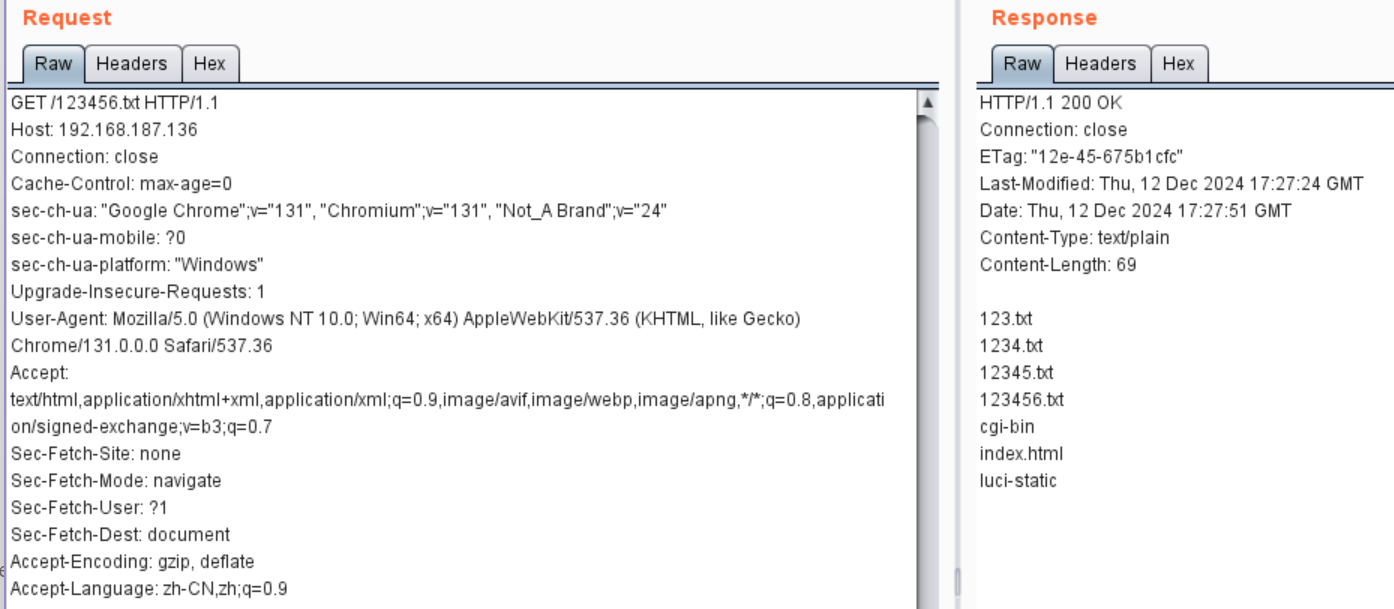 Request
Raw
Headers
Hex
GET /123456.txt HTTP/1.1
Host: 192.168.187.136
Connection: close
Cache-Control: max-age=0
sec-ch-ua: "Google Chrome";v="131", "Chromium";v="131", "Not_A Brand";v="24"
sec-ch-ua-mobile: ?0
sec-ch-ua-platform: "Windows"
Upgrade-Insecure-Requests: 1
User-Agent: Mozilla/5.0 (Windows NT 10.0; Win64; x64) AppleWebKit/537.36 (KHTML, like Gecko)
Chrome/131.0.0.0 Safari/537.36
Accept:
text/html,application/xhtml+xml,application/xml;q=0.9,image/avif,image/webp,image/apng,*/*;q=0.8,applicati
on/signed-exchange;v=b3;q=0.7
Sec-Fetch-Site: none
Sec-Fetch-Mode: navigate
Sec-Fetch-User: ?1
Sec-Fetch-Dest: document
Accept-Encoding: gzip, deflate
Accept-Language: zh-CN,zh;q=0.9
Response
Raw
Headers
Hex
HTTP/1.1 200 OK
Connection: close
ETag: "12e-45-675b1cfc"
Last-Modified: Thu, 12 Dec 2024 17:27:24 GMT
Date: Thu, 12 Dec 2024 17:27:51 GMT
Content-Type: text/plain
Content-Length: 69
123.txt
1234.txt
12345.txt
123456.txt
cgi-bin
index.html
luci-static